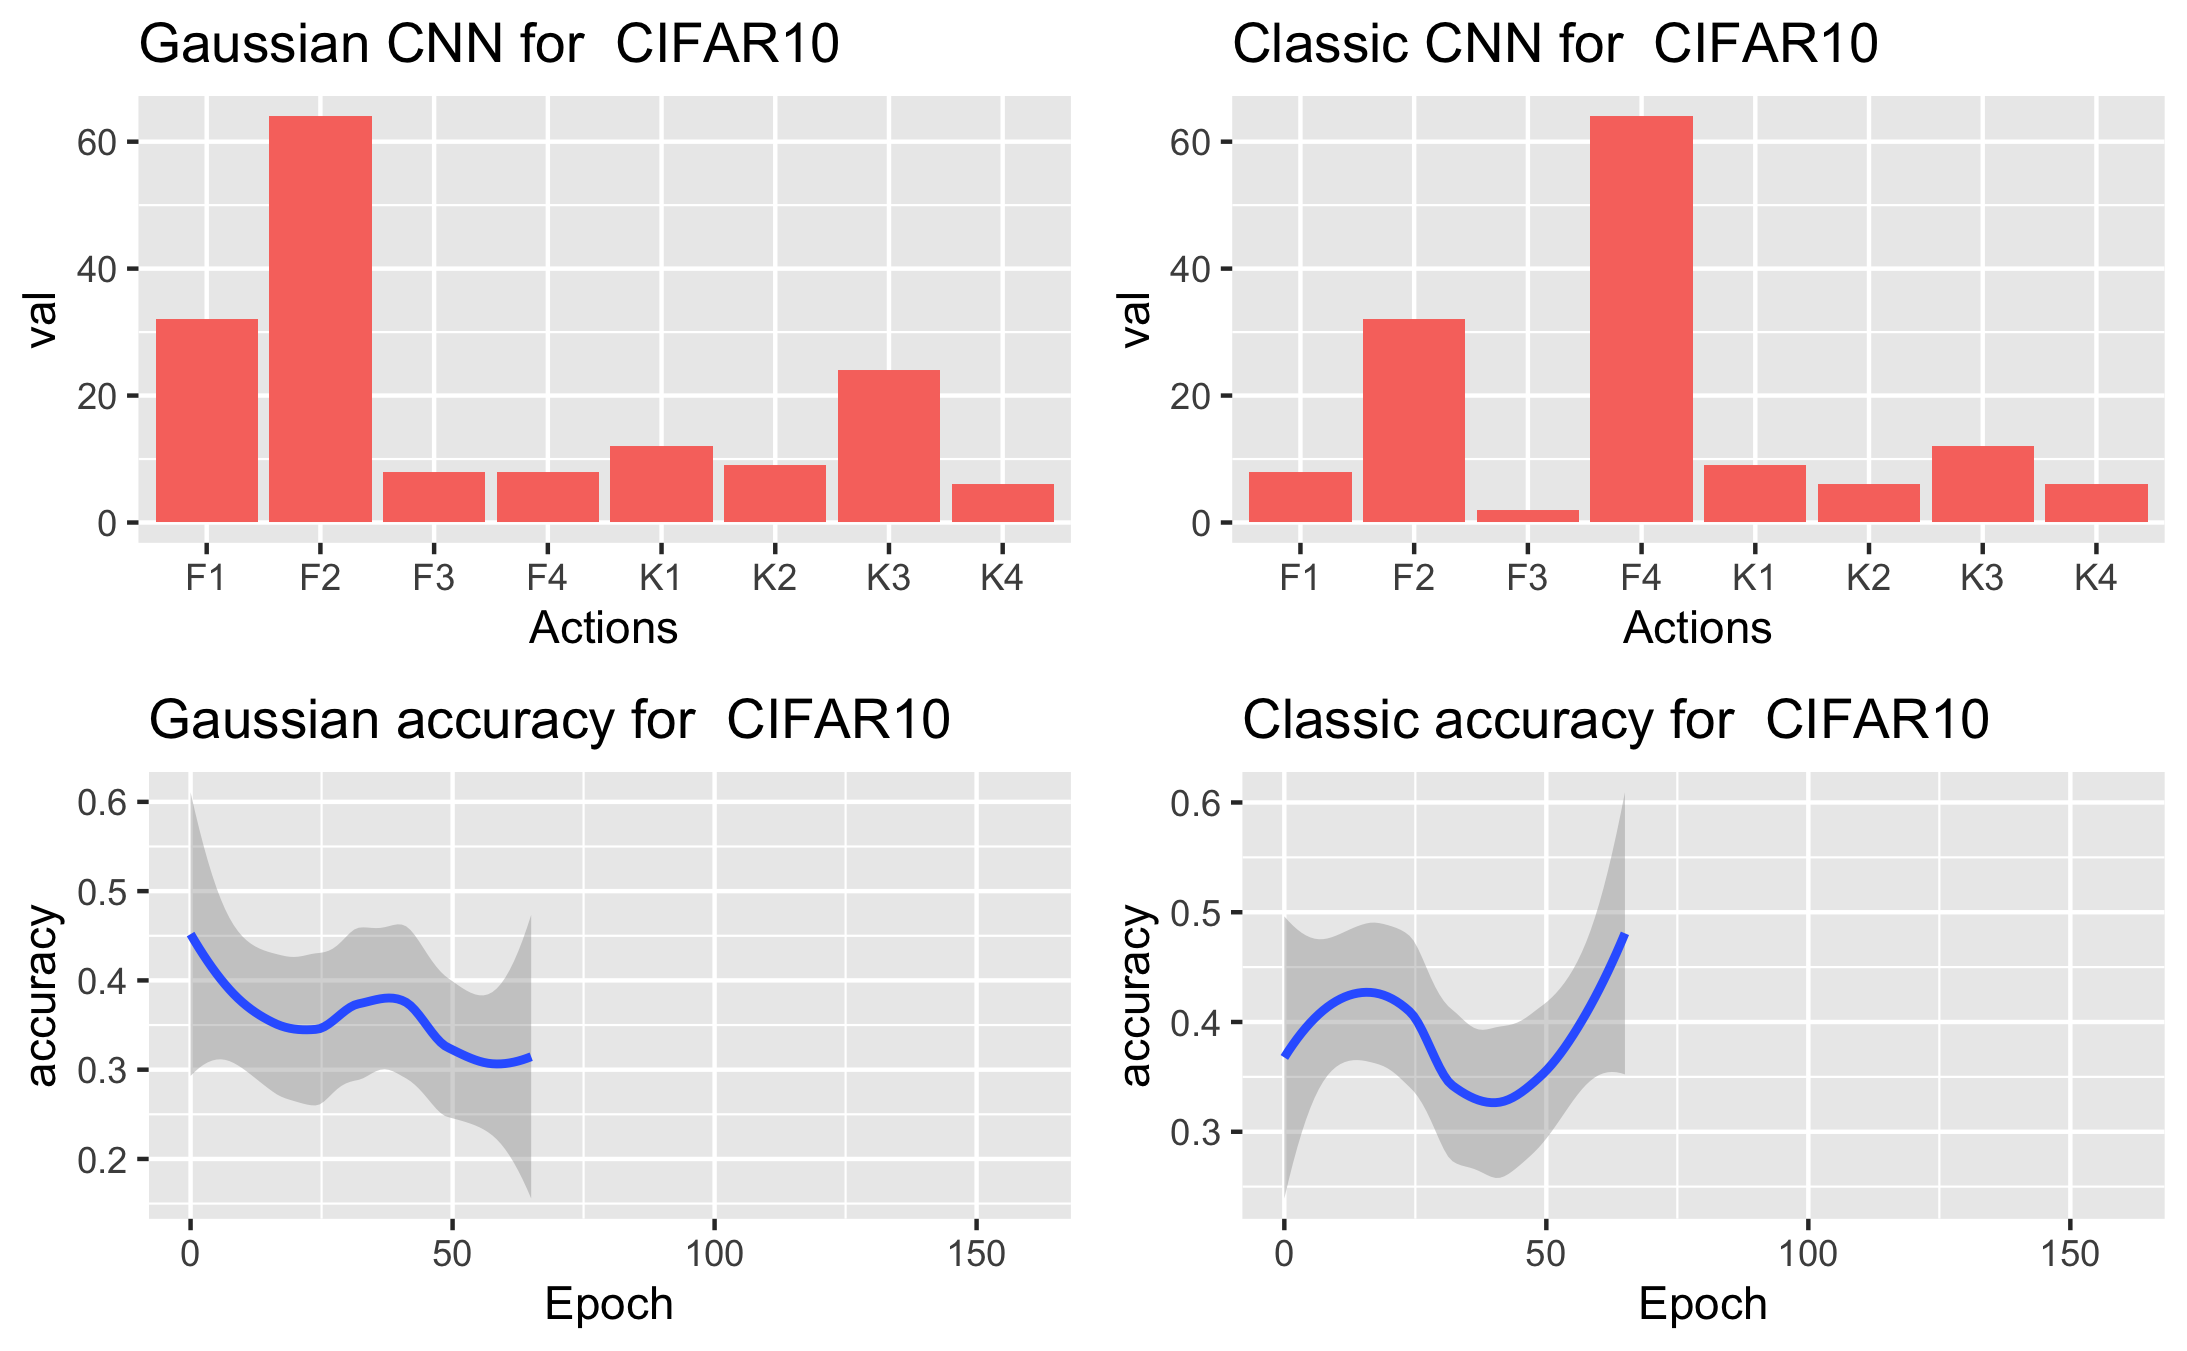 Gaussian CNN for  CIFAR10
val
60
40
20
0
F1 F2 F3 F4 K1 K2 K3 K4
Actions
Classic CNN for  CIFAR10
val
60
40
20
0
F1 F2 F3 F4 K1 K2 K3 K4
Actions
Gaussian accuracy for  CIFAR10
accuracy
0.6
0.5
0.4
0.3
0.2
0 50 100 150
Epoch
Classic accuracy for  CIFAR10
accuracy
0.6
0.5
0.4
0.3
0 50 100 150
Epoch